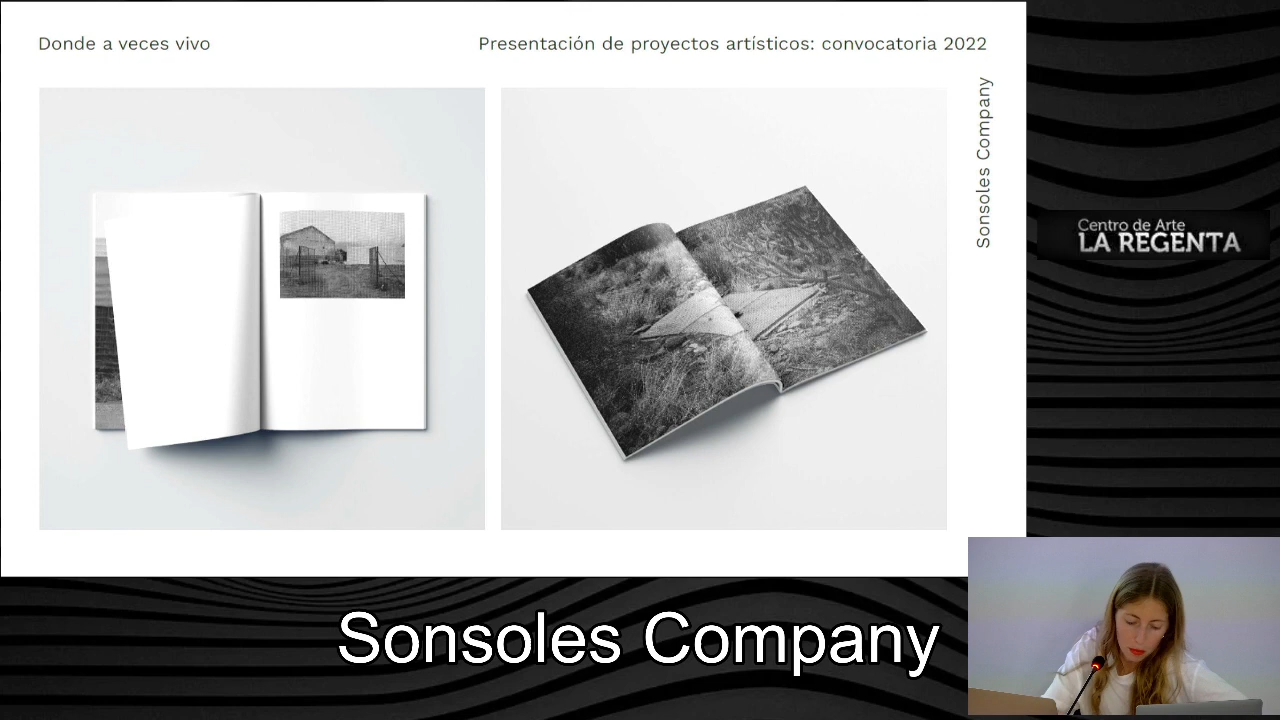 Donde a veces vivo
Presentación de proyectos artísticos: convocatoria 2022
Sonsoles Company
Centro de Arte
LA REGENTA
Sonsoles Company